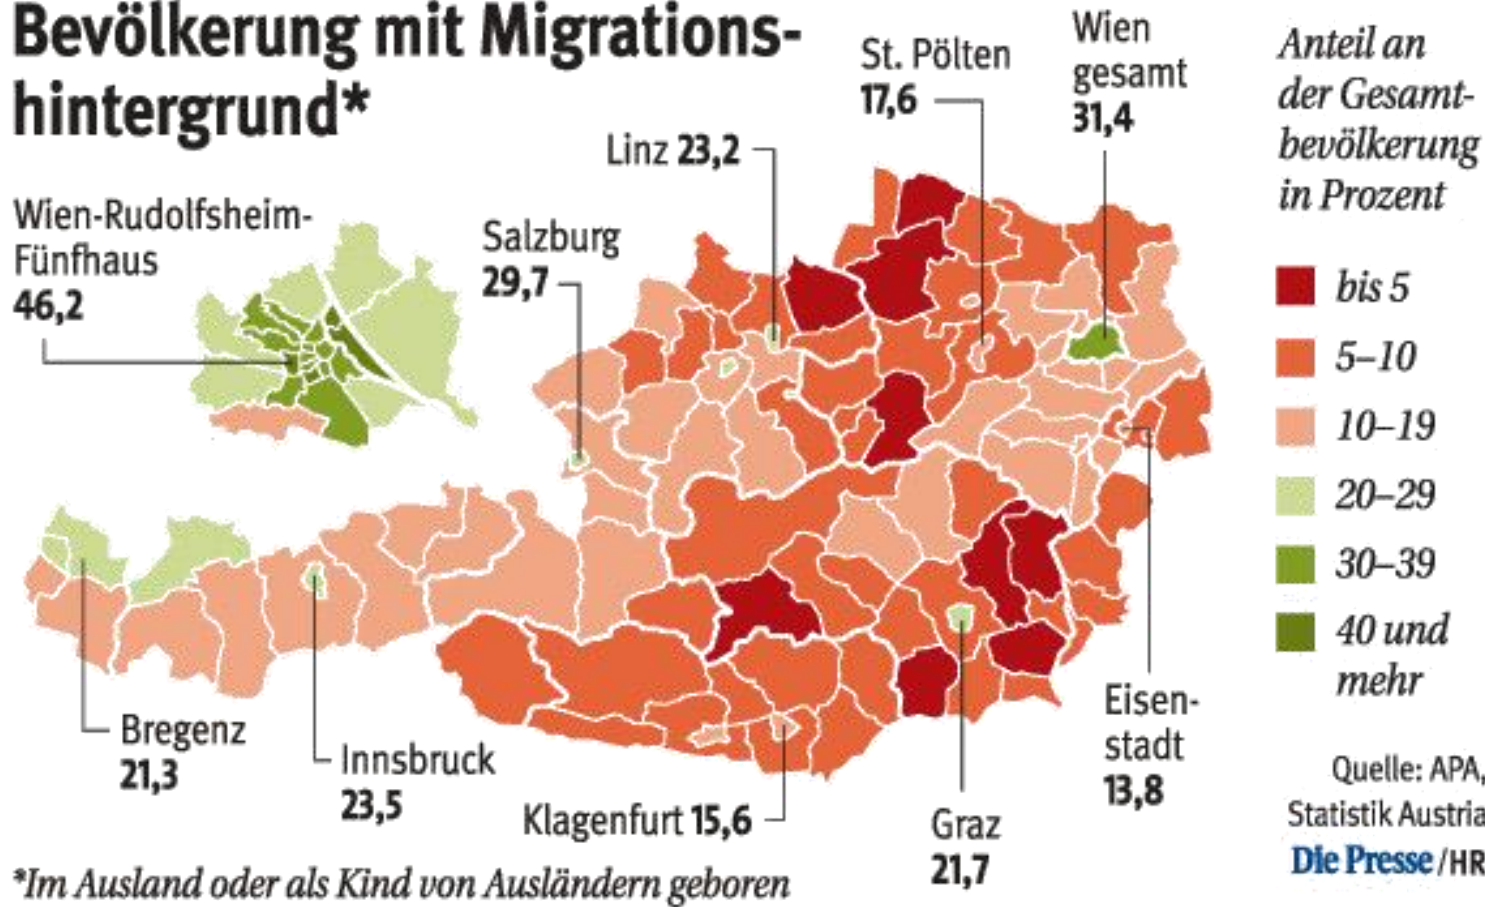 Bevölkerung mit Migrations-
hintergrund*
Wien-Rudolfsheim-
Fünfhaus
46,2
Salzburg
29,7
Linz 23,2
St. Pölten
17,6
Wien
gesamt
31,4
Anteil an
der Gesamt-
bevölkerung
in Prozent
bis 5
5–10
10–19
20–29
30–39
40 und
mehr
Bregenz
21,3
Innsbruck
23,5
Klagenfurt 15,6
Graz
21,7
Eisen-
stadt
13,8
Quelle: APA,
Statistik Austria
Die Presse/HR
*Im Ausland oder als Kind von Ausländern geboren